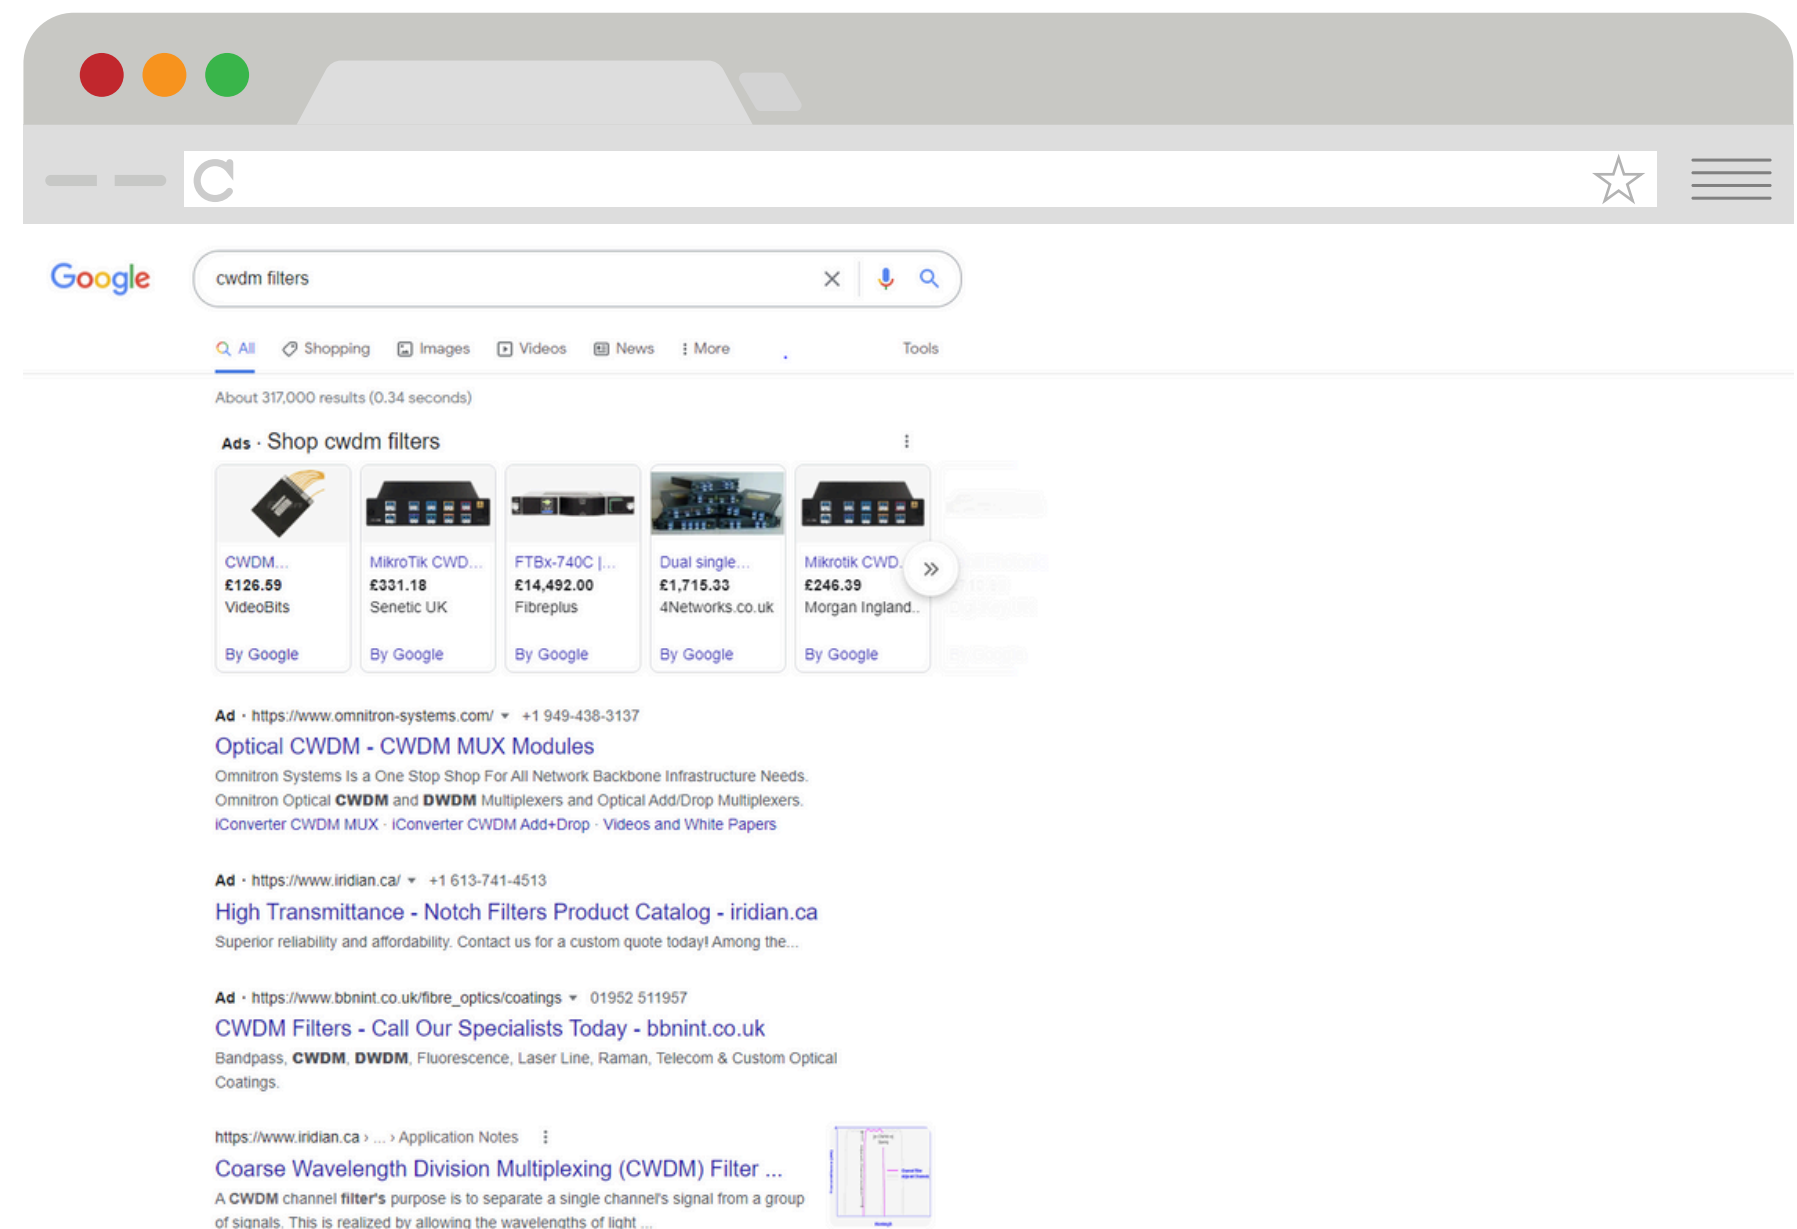 Google
cwdm filters
All Shopping Images Videos News More Tools
About 317,000 results (0.34 seconds)
Ads · Shop cwdm filters
CWDM...
£126.59
VideoBits
By Google
MikroTik CWD...
£331.18
Senetic UK
By Google
FTBx-740C |...
£14,492.00
Fibreplus
By Google
Dual single...
£1,715.33
4Networks.co.uk
By Google
Mikrotik CWD.
£246.39
Morgan Ingland..
By Google
Ad · https://www.omnitron-systems.com/ +1 949-438-3137
Optical CWDM - CWDM MUX Modules
Omnitron Systems Is a One Stop Shop For All Network Backbone Infrastructure Needs.
Omnitron Optical CWDM and DWDM Multiplexers and Optical Add/Drop Multiplexers.
iConverter CWDM MUX · iConverter CWDM Add+Drop · Videos and White Papers
Ad · https://www.iridian.ca/ +1 613-741-4513
High Transmittance - Notch Filters Product Catalog - iridian.ca
Superior reliability and affordability. Contact us for a custom quote today! Among the...
Ad · https://www.bbnint.co.uk/fibre_optics/coatings 01952 511957
CWDM Filters - Call Our Specialists Today - bbnint.co.uk
Bandpass, CWDM, DWDM, Fluorescence, Laser Line, Raman, Telecom & Custom Optical
Coatings.
https://www.iridian.ca › ... › Application Notes
Coarse Wavelength Division Multiplexing (CWDM) Filter ...
A CWDM channel filter's purpose is to separate a single channel's signal from a group
of signals. This is realized by allowing the wavelengths of light ...